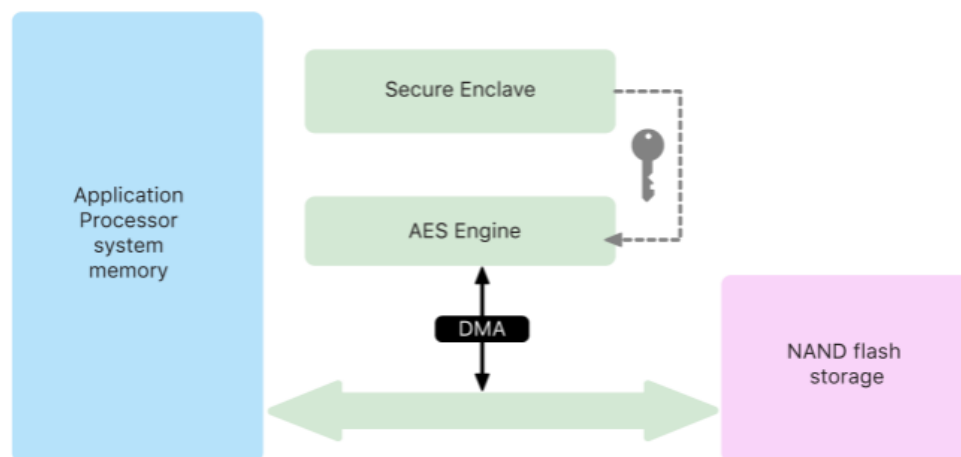 Secure Enclave
Application
Processor
system
memory
AES Engine
DMA
NAND flash
storage